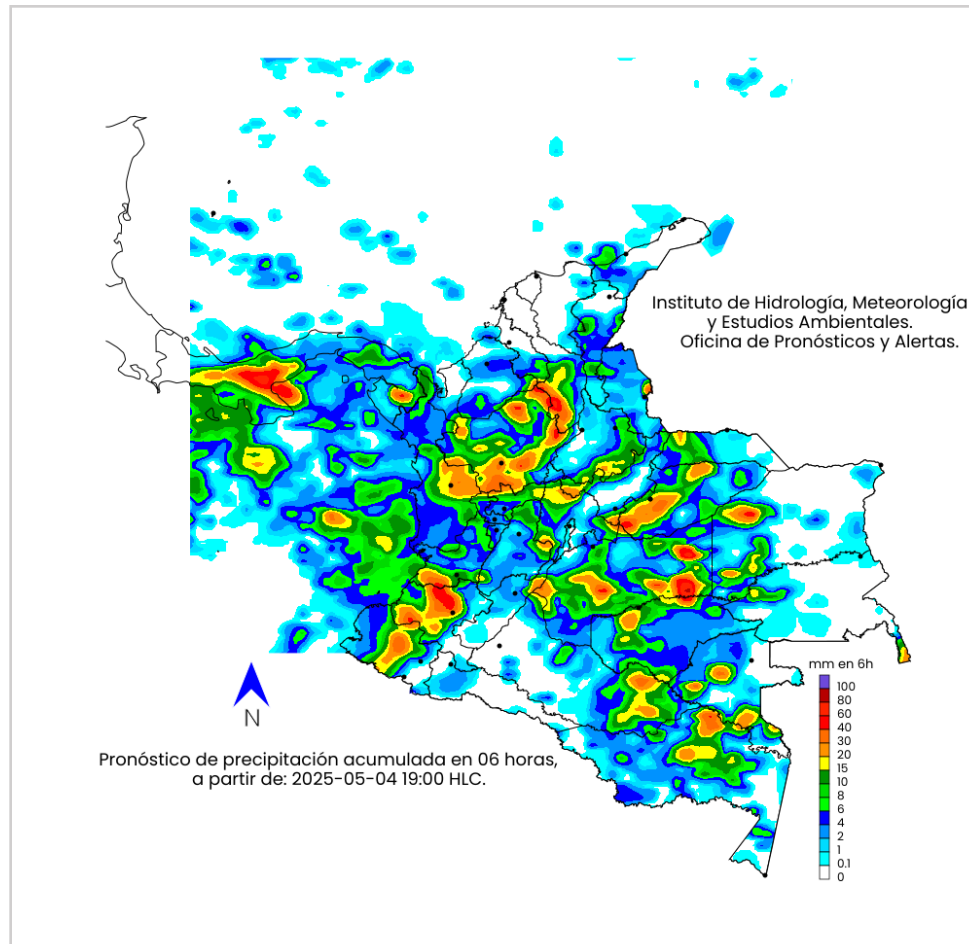 Instituto de Hidrología, Meteorología
y Estudios Ambientales.
Oficina de Pronósticos y Alertas.
mm en 6h
100
80
60
40
30
20
15
10
8
6
4
2
1
0.1
0
N
Pronóstico de precipitación acumulada en 06 horas,
a partir de: 2025-05-04 19:00 HLC.